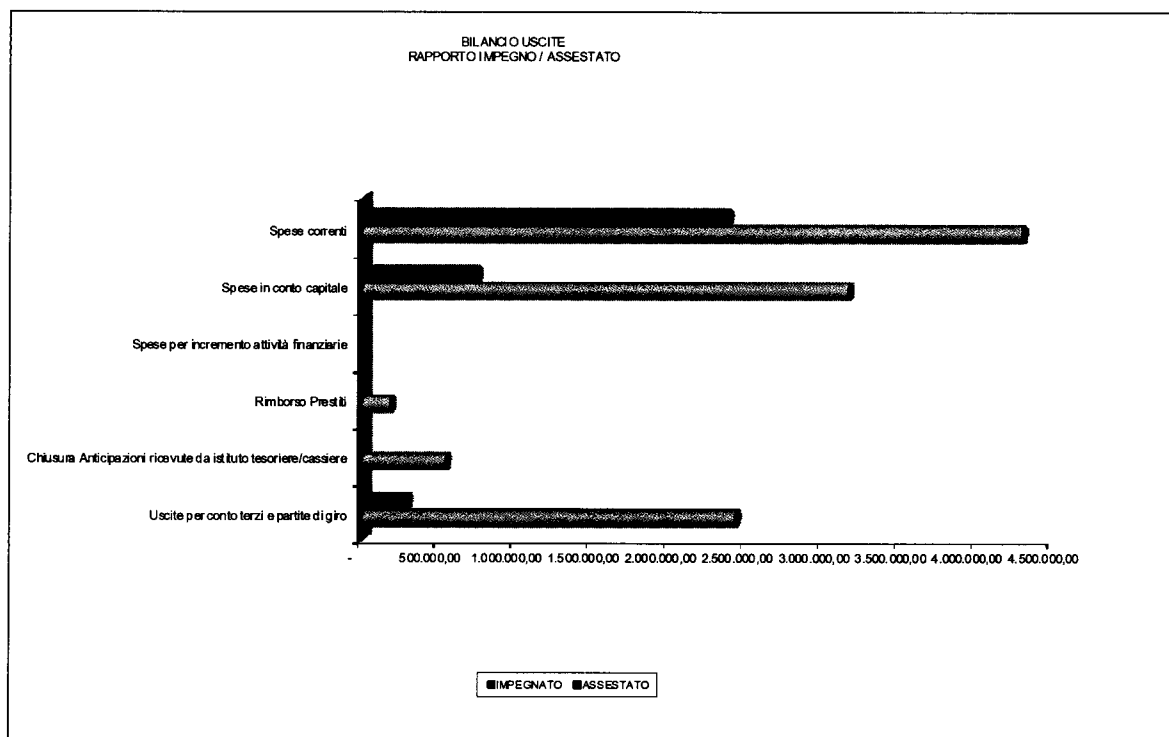 BILANCIO USCITE
RAPPORTO IMPEGNO / ASSESTATO
Spese correnti
Spese in conto capitale
Spese per incremento attività finanziarie
Rimborso Prestiti
Chiusura Anticipazioni ricevute da istituto tesoriere/cassiere
Uscite per conto terzi e partite di giro
- 500.000,00 1.000.000,00 1.500.000,00 2.000.000,00 2.500.000,00 3.000.000,00 3.500.000,00 4.000.000,00 4.500.000,00
IMPEGNATO ASSESTATO